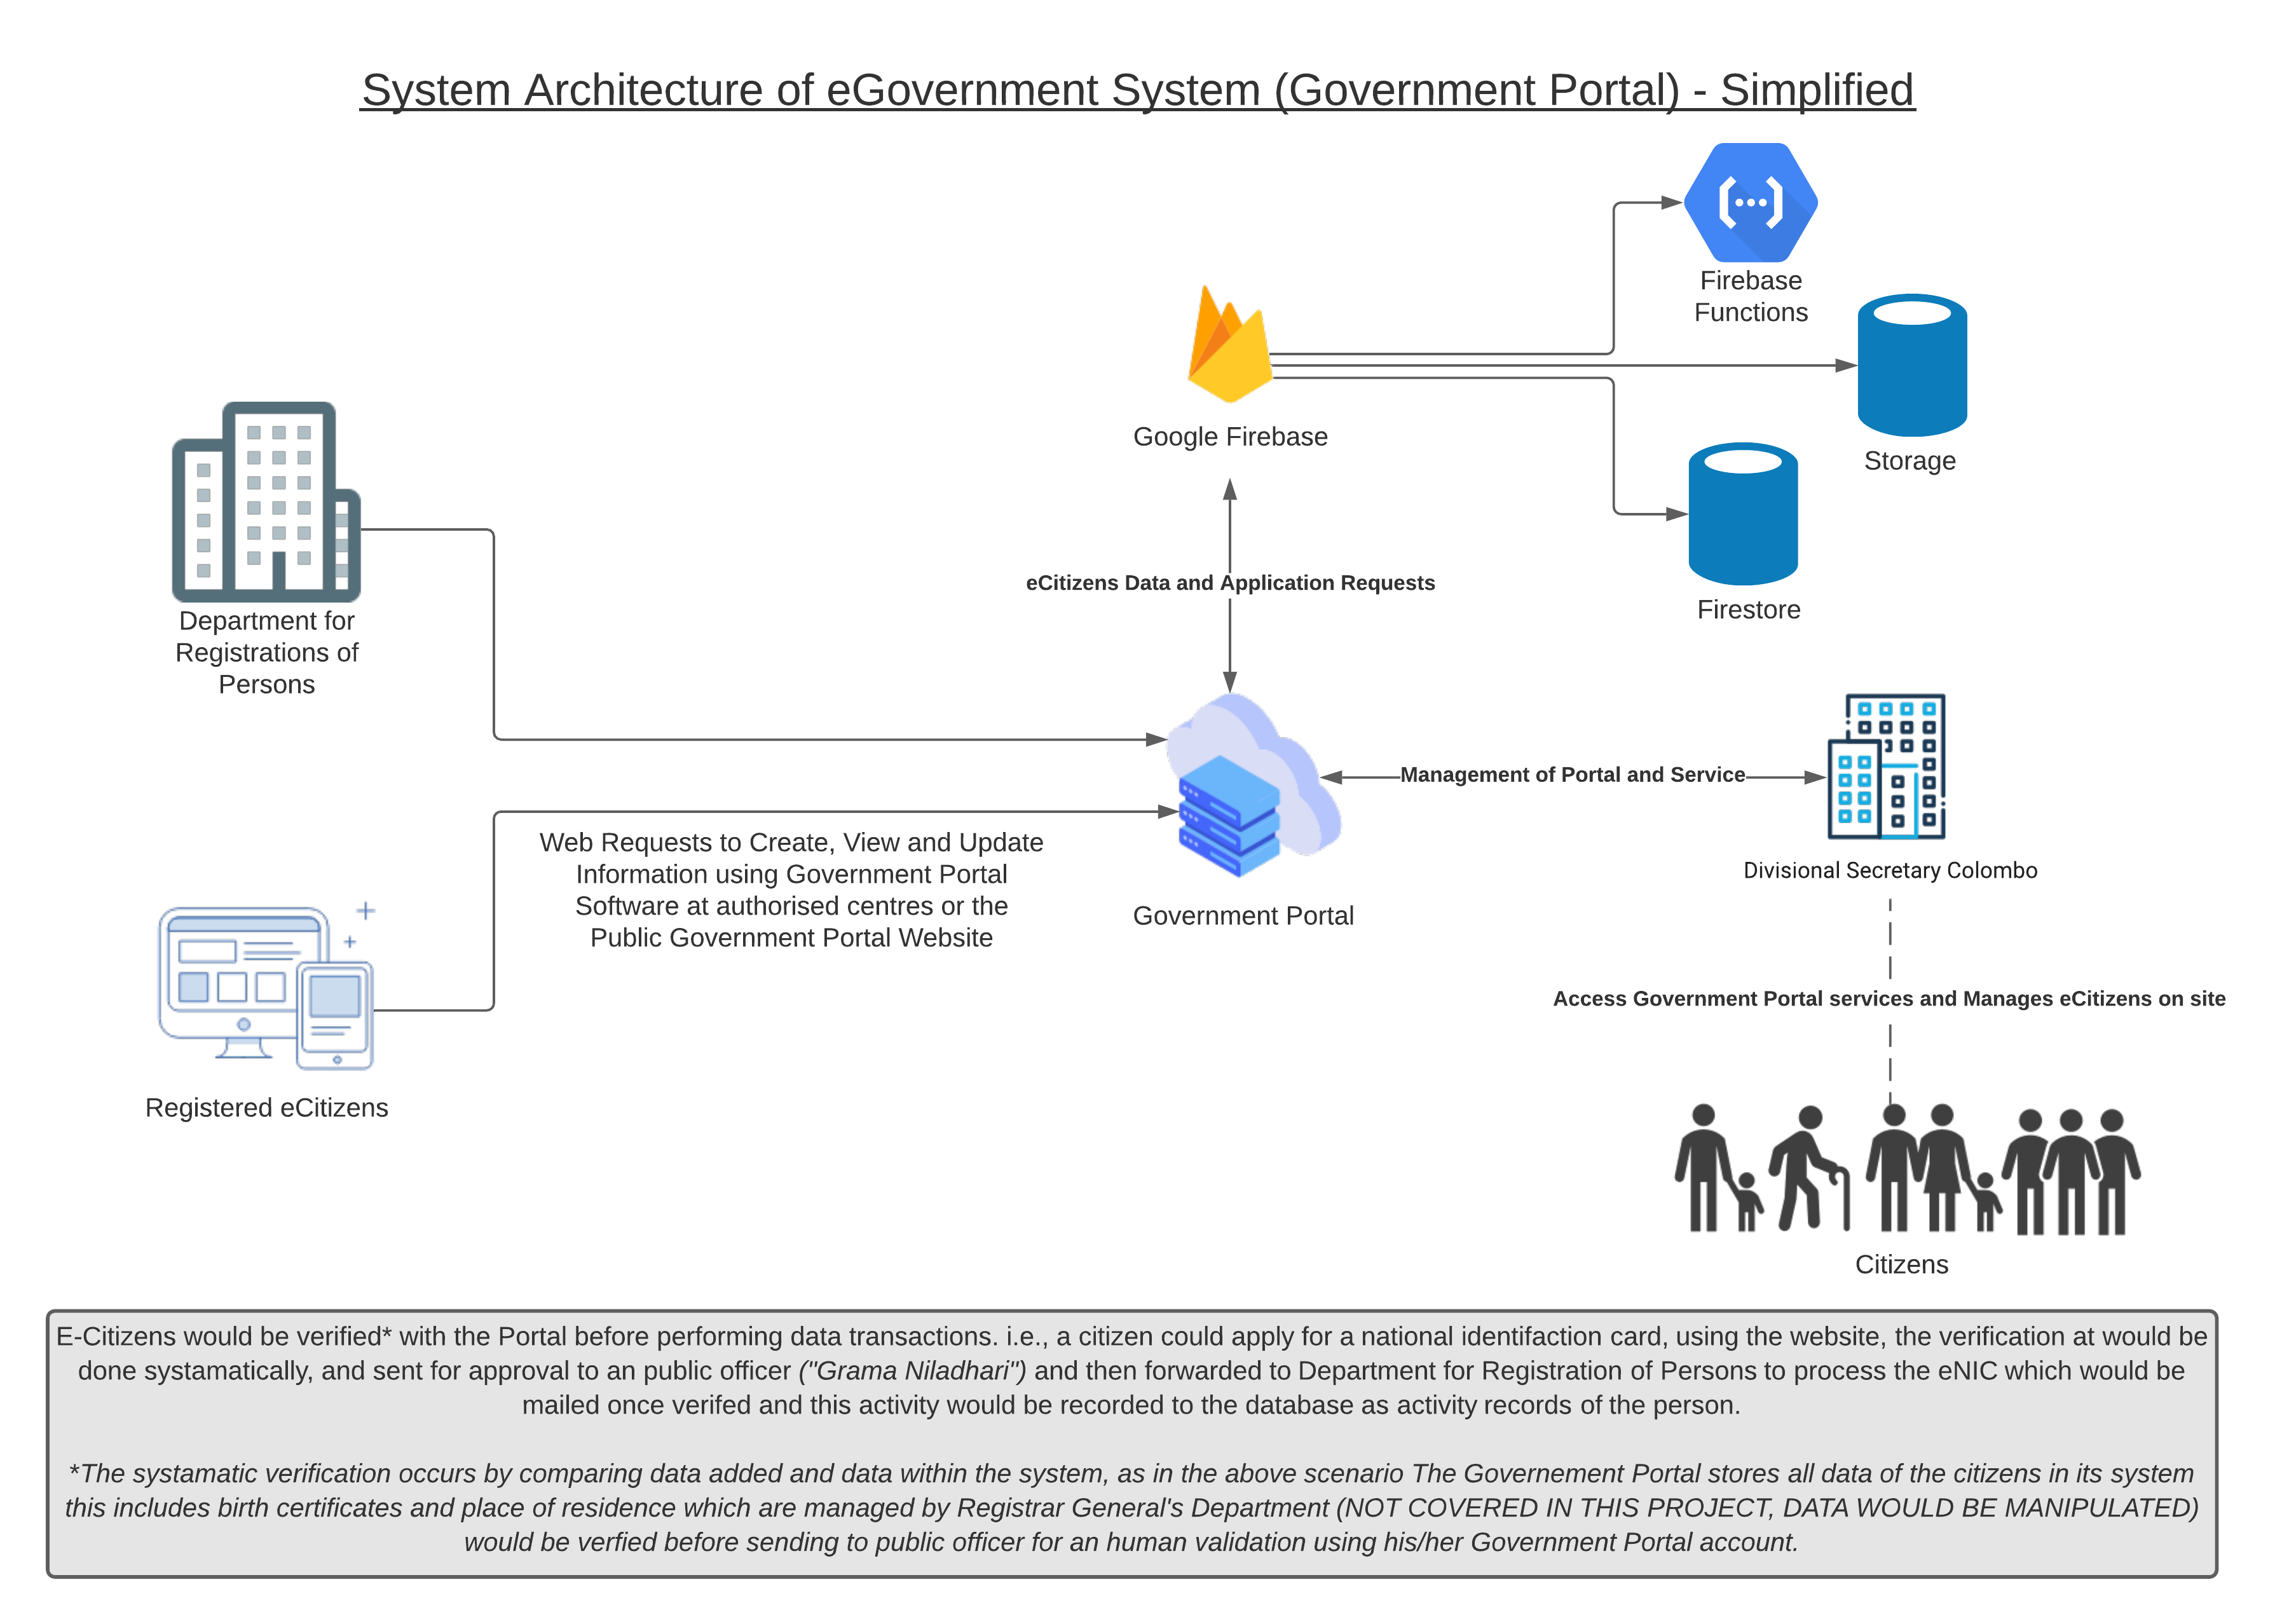 System Architecture of eGovernment System (Government Portal) - Simplified
Firebase
Functions
Google Firebase
Storage
Firestore
eCitizens Data and Application Requests
Department for
Registrations of
Persons
Management of Portal and Service
Web Requests to Create, View and Update
Information using Government Portal
Software at authorised centres or the
Public Government Portal Website
Government Portal
Divisional Secretary Colombo
Access Government Portal services and Manages eCitizens on site
Registered eCitizens
Citizens
E-Citizens would be verified* with the Portal before performing data transactions. i.e., a citizen could apply for a national identifaction card, using the website, the verification at would be
done systamatically, and sent for approval to an public officer ("Grama Niladhari") and then forwarded to Department for Registration of Persons to process the eNIC which would be
mailed once verifed and this activity would be recorded to the database as activity records of the person.
*The systamatic verification occurs by comparing data added and data within the system, as in the above scenario The Governement Portal stores all data of the citizens in its system
this includes birth certificates and place of residence which are managed by Registrar General's Department (NOT COVERED IN THIS PROJECT, DATA WOULD BE MANIPULATED)
would be verfied before sending to public officer for an human validation using his/her Government Portal account.